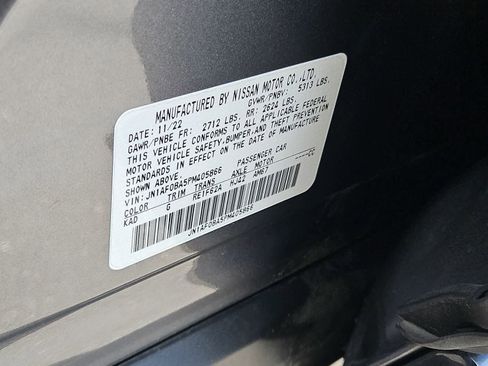 MANUFACTURED BY NISSAN MOTOR CO.,LTD.
DATE: 11/22 GVWR/PNBV: 5313 LBS.
GAWR/PNBE FR: 2712 LBS. RR: 2624 LBS.
THIS VEHICLE CONFORMS TO ALL APPLICABLE FEDERAL
MOTOR VEHICLE SAFETY,BUMPER,AND THEFT PREVENTION
STANDARDS IN EFFECT ON THE DATE OF MANUFACTURE
SHOWN ABOVE.
VIN: JN1AF0BA5PM405866 PASSENGER CAR
COLOR TRIM TRANS AXLE MOTOR -----CC
KAD G RE1F62A HJ42 AM67
JN1AF0BA5PM405866